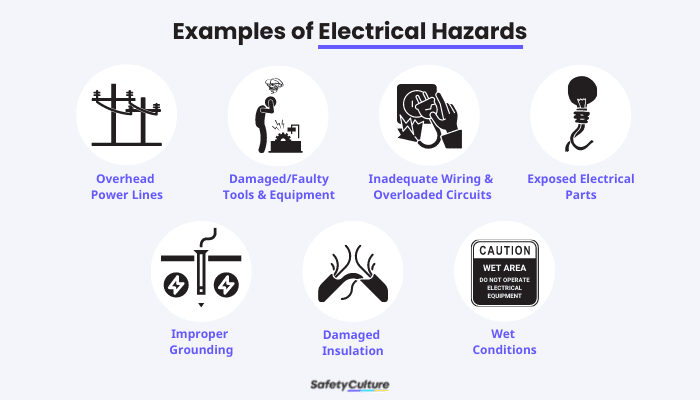 Examples of Electrical Hazards
Overhead
Power Lines
Damaged/Faulty
Tools & Equipment
Inadequate Wiring &
Overloaded Circuits
Exposed Electrical
Parts
Improper
Grounding
Damaged
Insulation
CAUTION
WET AREA
DO NOT OPERATE
ELECTRICAL
EQUIPMENT
Wet
Conditions
SafetyCulture